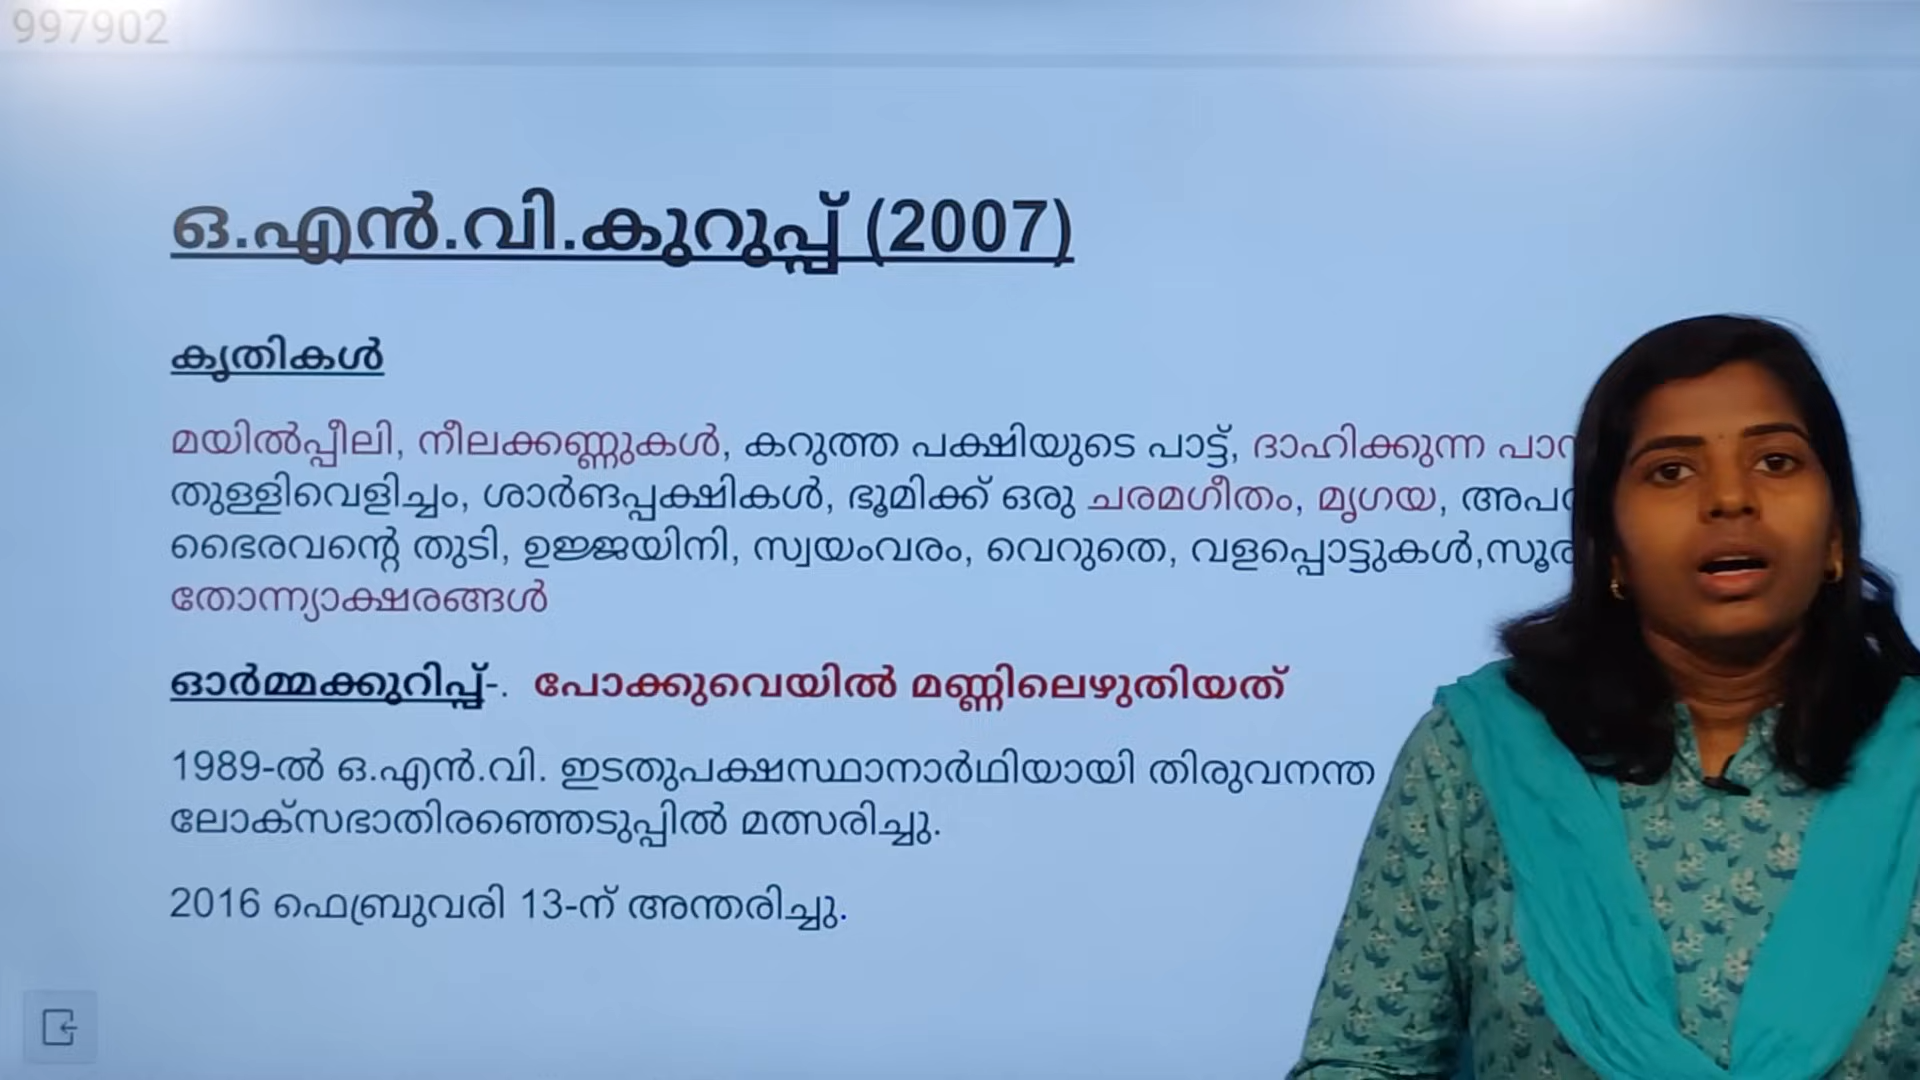 997902
ഒ.എൻ.വി.കുറുപ്പ് (2007)
കൃതികൾ
മയിൽപ്പീലി, നീലക്കണ്ണുകൾ, കറുത്ത പക്ഷിയുടെ പാട്ട്, ദാഹിക്കുന്ന
തുള്ളിവെളിച്ചം, ശാർങപ്പക്ഷികൾ, ഭൂമിക്ക് ഒരു ചരമഗീതം, മൃഗയ,
ഭൈരവന്റെ തുടി, ഉജ്ജയിനി, സ്വയംവരം, വെറുതെ, വളപ്പൊട്ടുകൾ,
തോന്ന്യാക്ഷരങ്ങൾ
ഓർമ്മക്കുറിപ്പ്-. പോക്കുവെയിൽ മണ്ണിലെഴുതിയത്
1989-ൽ ഒ.എൻ.വി. ഇടതുപക്ഷസ്ഥാനാർഥിയായി തിരുവനന്ത
ലോക്സഭാതിരഞ്ഞെടുപ്പിൽ മത്സരിച്ചു.
2016 ഫെബ്രുവരി 13-ന് അന്തരിച്ചു.